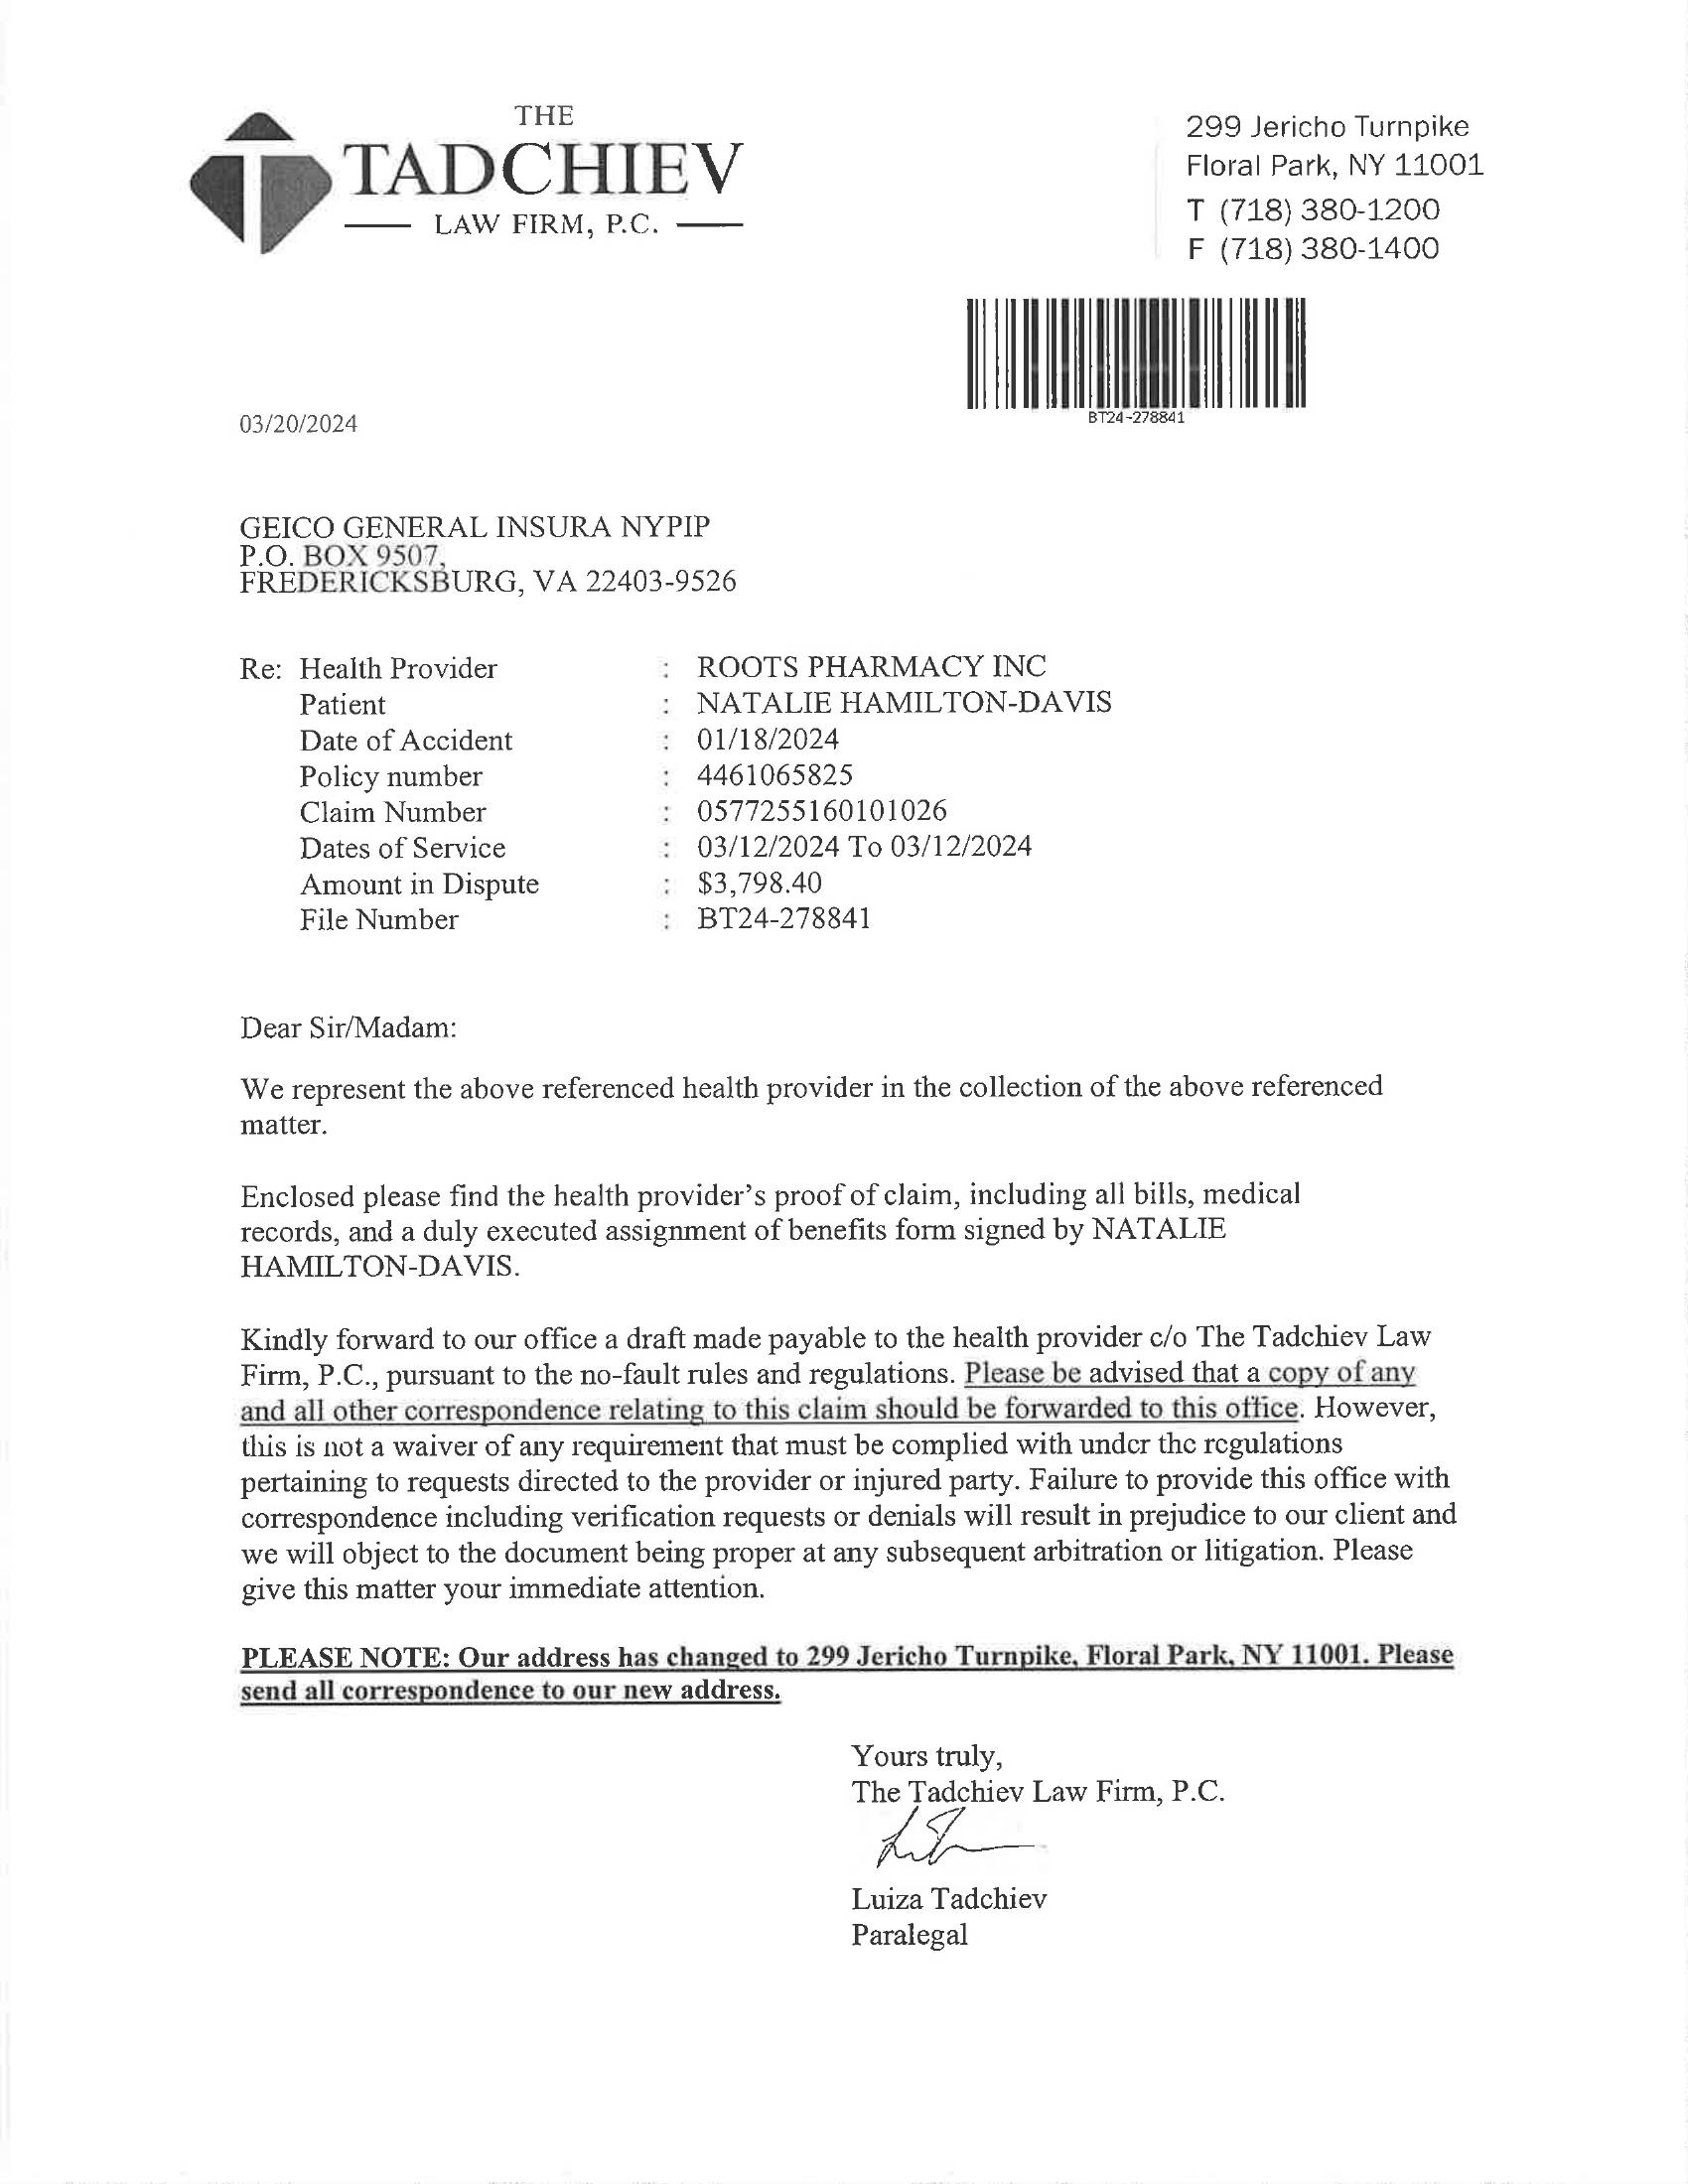 THE
TADCHIEV
LAW FIRM, P.C.
299 Jericho Turnpike
Floral Park, NY 11001
T (718) 380-1200
F (718) 380-1400
BT24-278841
03/20/2024
GEICO GENERAL INSURA NYPIP
P.O. BOX 9507,
FREDERICKSBURG, VA 22403-9526
Re: Health Provider : ROOTS PHARMACY INC
Patient : NATALIE HAMILTON-DAVIS
Date of Accident : 01/18/2024
Policy number : 4461065825
Claim Number : 0577255160101026
Dates of Service : 03/12/2024 To 03/12/2024
Amount in Dispute : $3,798.40
File Number : BT24-278841
Dear Sir/Madam:
We represent the above referenced health provider in the collection of the above referenced
matter.
Enclosed please find the health provider's proof of claim, including all bills, medical
records, and a duly executed assignment of benefits form signed by NATALIE
HAMILTON-DAVIS.
Kindly forward to our office a draft made payable to the health provider c/o The Tadchiev Law
Firm, P.C., pursuant to the no-fault rules and regulations. Please be advised that a copy of any
and all other correspondence relating to this claim should be forwarded to this office. However,
this is not a waiver of any requirement that must be complied with under the regulations
pertaining to requests directed to the provider or injured party. Failure to provide this office with
correspondence including verification requests or denials will result in prejudice to our client and
we will object to the document being proper at any subsequent arbitration or litigation. Please
give this matter your immediate attention.
PLEASE NOTE: Our address has changed to 299 Jericho Turnpike, Floral Park, NY 11001. Please
send all correspondence to our new address.
Yours truly,
The Tadchiev Law Firm, P.C.
Luiza Tadchiev
Paralegal